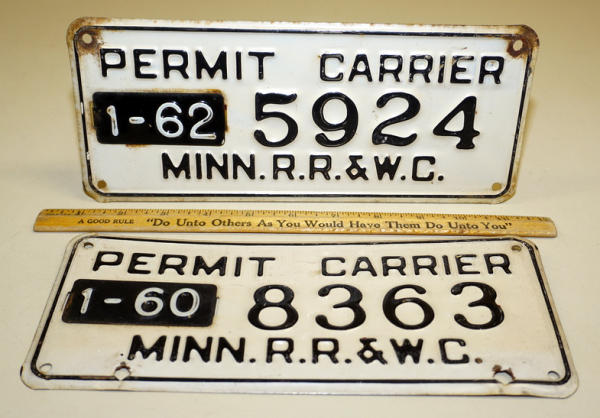 PERMIT CARRIER
1-62 5924
MINN.R.R.&W.C.
A GOOD RULE "Do Unto Others As You Would Have Them Do Unto You"
PERMIT CARRIER
1-60 8363
MINN.R.R.&W.C.